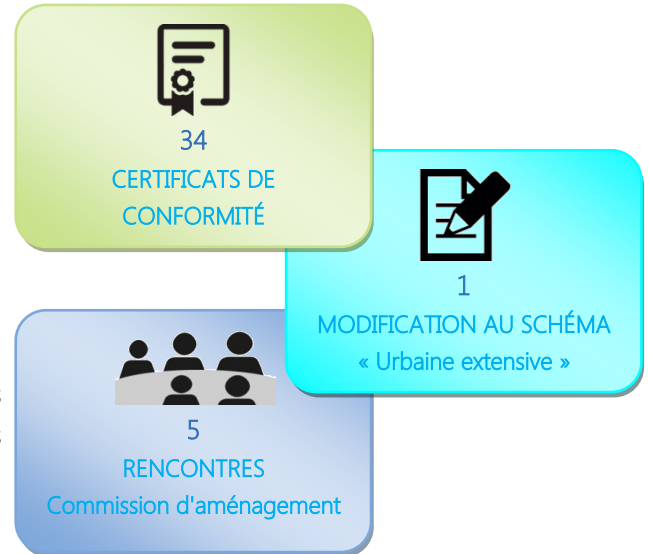 34
CERTIFICATS DE
CONFORMITÉ
1
MODIFICATION AU SCHÉMA
« Urbaine extensive »
5
RENCONTRES
Commission d'aménagement